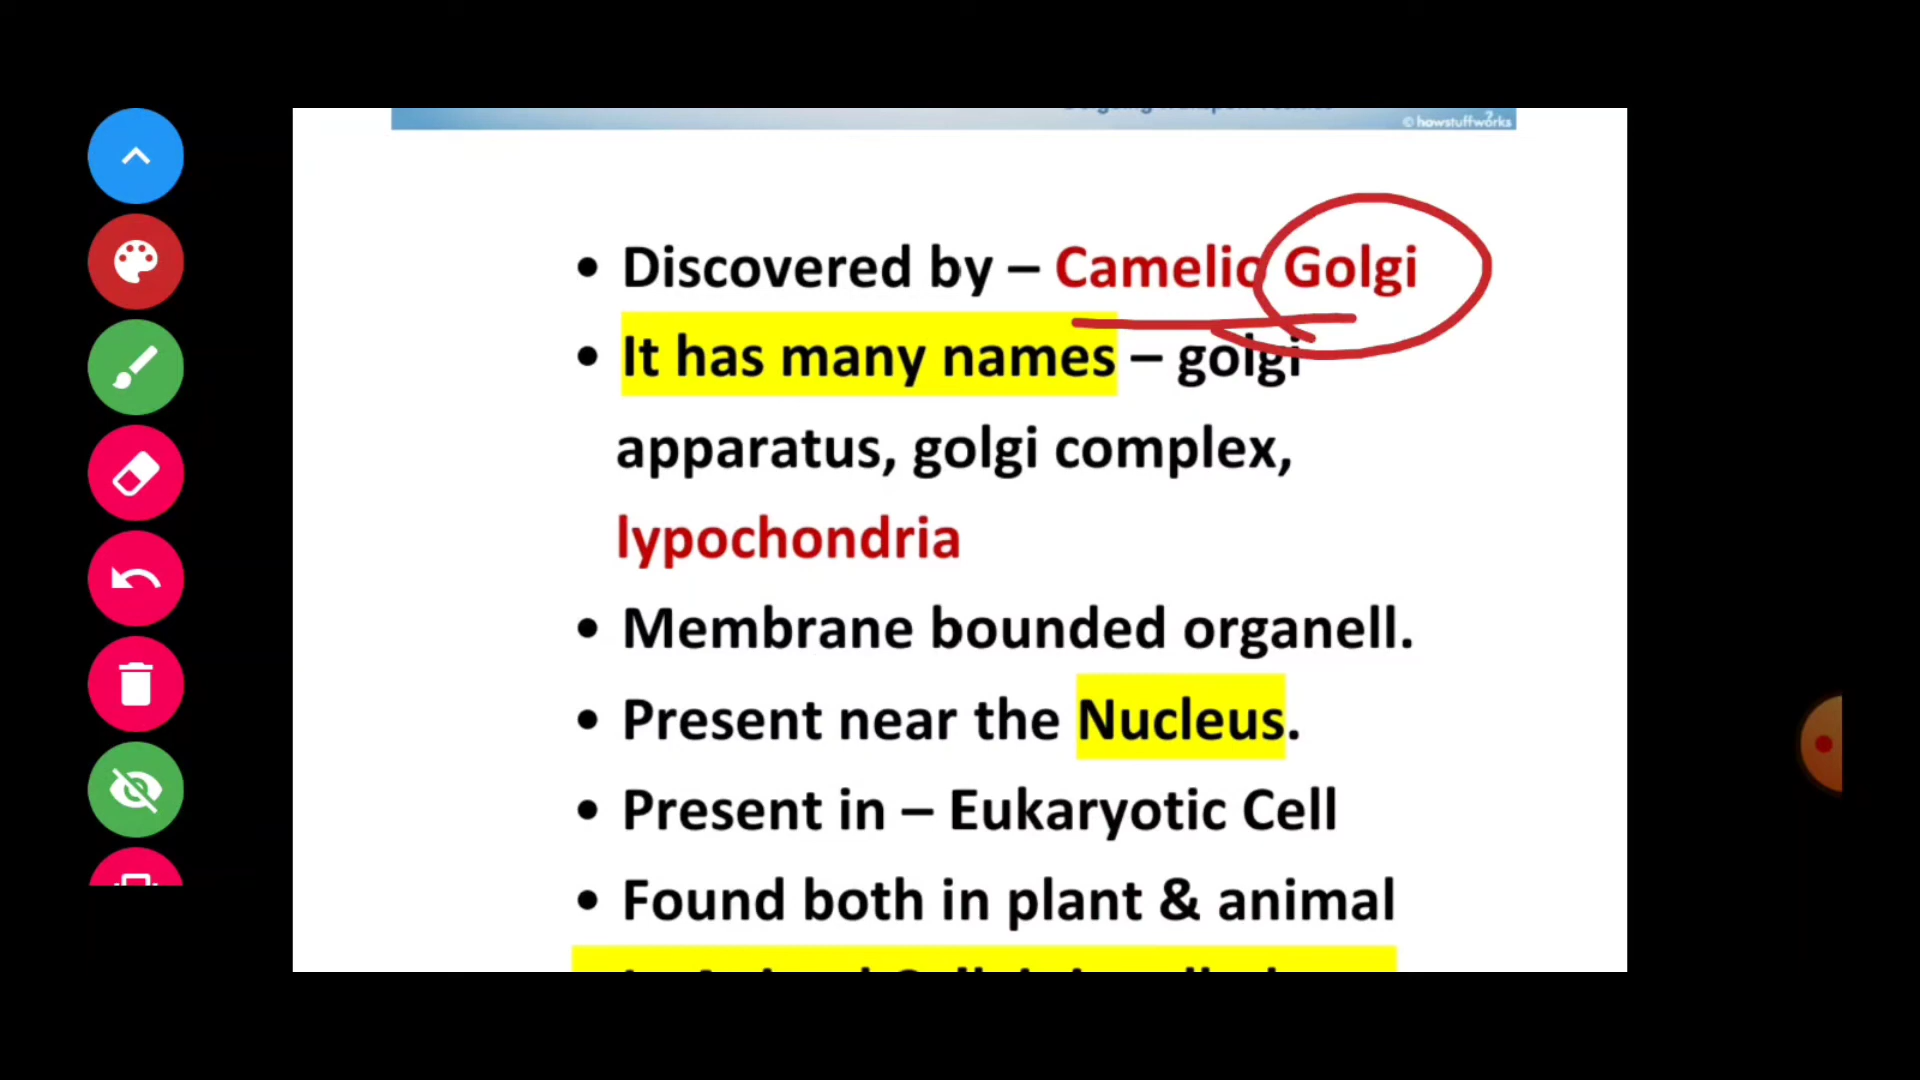 © howstuffworks
• Discovered by – Camelio Golgi
• It has many names – golgi
apparatus, golgi complex,
lypochondria
• Membrane bounded organell.
• Present near the Nucleus.
• Present in – Eukaryotic Cell
• Found both in plant & animal